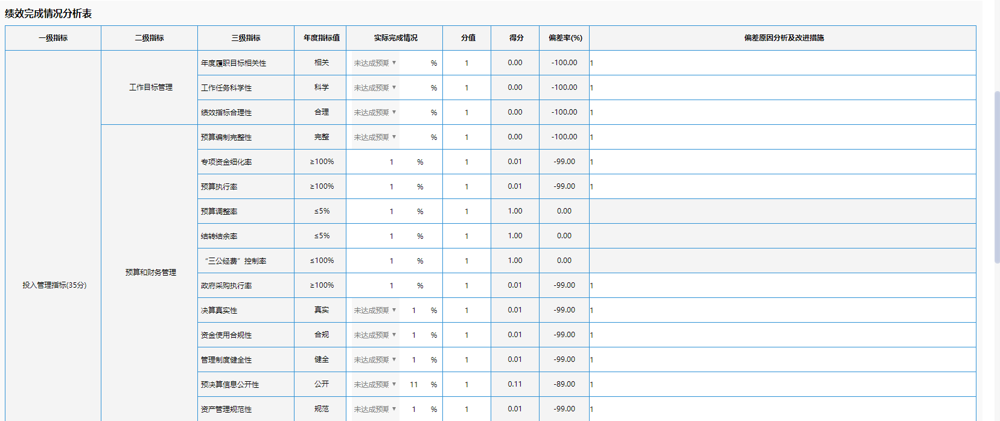 绩效完成情况分析表
一级指标 二级指标 三级指标 年度指标值 实际完成情况 分值 得分 偏差率(%) 偏差原因分析及改进措施
投入管理指标(35分)
工作目标管理
年度履职目标相关性 相关 未达成预期 ▼ % 1 0.00 -100.00 1
工作任务科学性 科学 未达成预期 ▼ % 1 0.00 -100.00 1
绩效指标合理性 合理 未达成预期 ▼ % 1 0.00 -100.00 1
预算和财务管理
预算编制完整性 完整 未达成预期 ▼ % 1 0.00 -100.00 1
专项资金细化率 ≥100% 1 % 1 0.01 -99.00 1
预算执行率 ≥100% 1 % 1 0.01 -99.00 1
预算调整率 ≤5% 1 % 1 1.00 0.00
结转结余率 ≤5% 1 % 1 1.00 0.00
“三公经费”控制率 ≤100% 1 % 1 1.00 0.00
政府采购执行率 ≥100% 1 % 1 0.01 -99.00 1
决算真实性 真实 未达成预期 ▼ 1 % 1 0.01 -99.00 1
资金使用合规性 合规 未达成预期 ▼ 1 % 1 0.01 -99.00 1
管理制度健全性 健全 未达成预期 ▼ 1 % 1 0.01 -99.00 1
预决算信息公开性 公开 未达成预期 ▼ 11 % 1 0.11 -89.00 1
资产管理规范性 规范 未达成预期 ▼ 1 % 1 0.01 -99.00 1